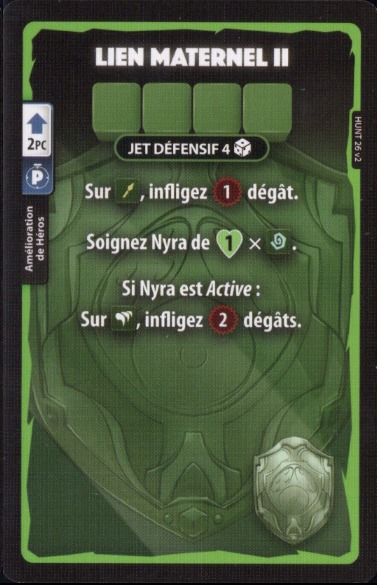 LIEN MATERNEL II
2PC
P
Amélioration
de Héros
HUNT 26 v2
JET DÉFENSIF 4
Sur , infligez 1 dégât.
Soignez Nyra de 1 × .
Si Nyra est Active :
Sur , infligez 2 dégâts.